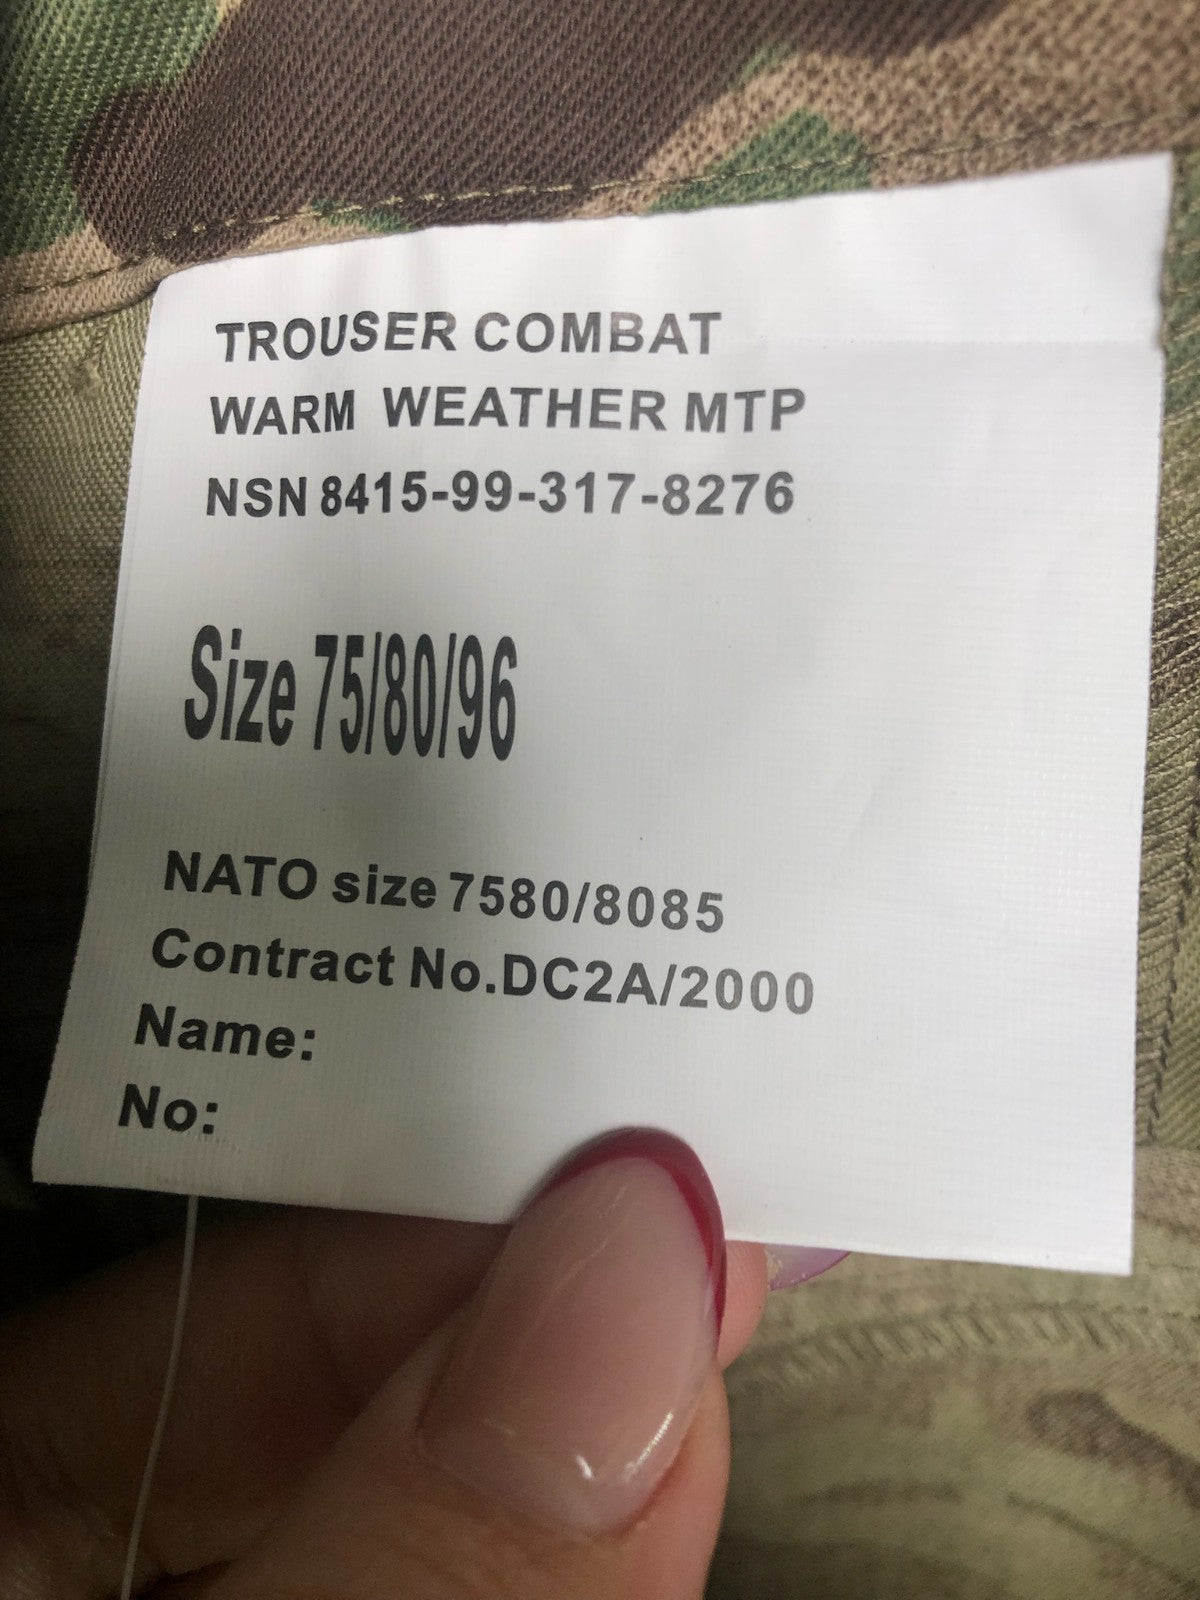 TROUSER COMBAT
WARM WEATHER MTP
NSN 8415-99-317-8276
Size 75/80/96
NATO size 7580/8085
Contract No.DC2A/2000
Name:
No: